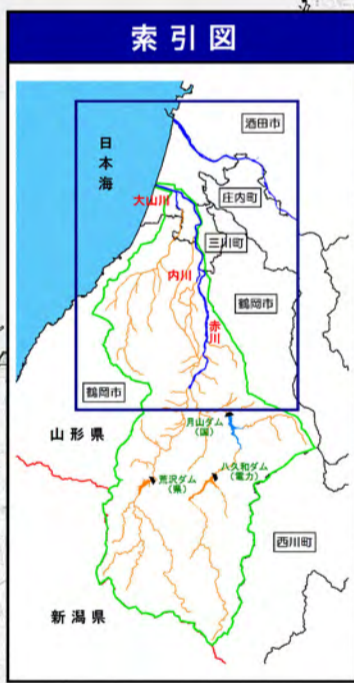 索引図
酒田市
日本海
庄内町
大山川
三川町
内川
鶴岡市
赤川
鶴岡市
月山ダム
(国)
山形県
八久和ダム
(電力)
荒沢ダム
(県)
西川町
新潟県